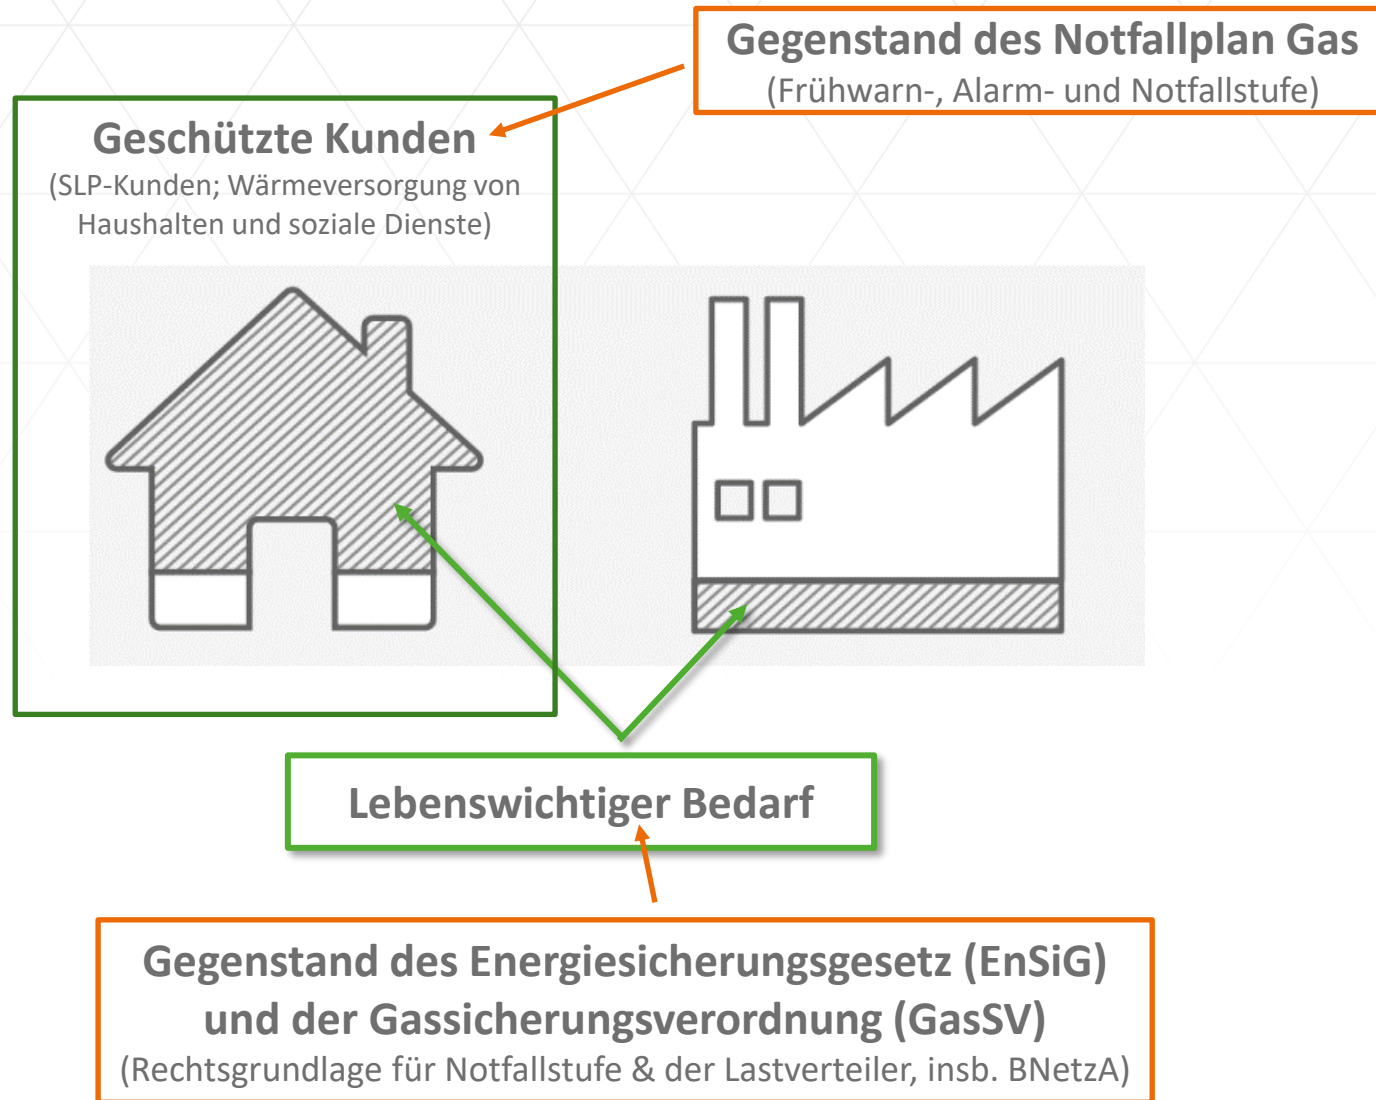 Gegenstand des Notfallplan Gas
(Frühwarn-, Alarm- und Notfallstufe)
Geschützte Kunden
(SLP-Kunden; Wärmeversorgung von
Haushalten und soziale Dienste)
Lebenswichtiger Bedarf
Gegenstand des Energiesicherungsgesetz (EnSiG)
und der Gassicherungsverordnung (GasSV)
(Rechtsgrundlage für Notfallstufe & der Lastverteiler, insb. BNetzA)